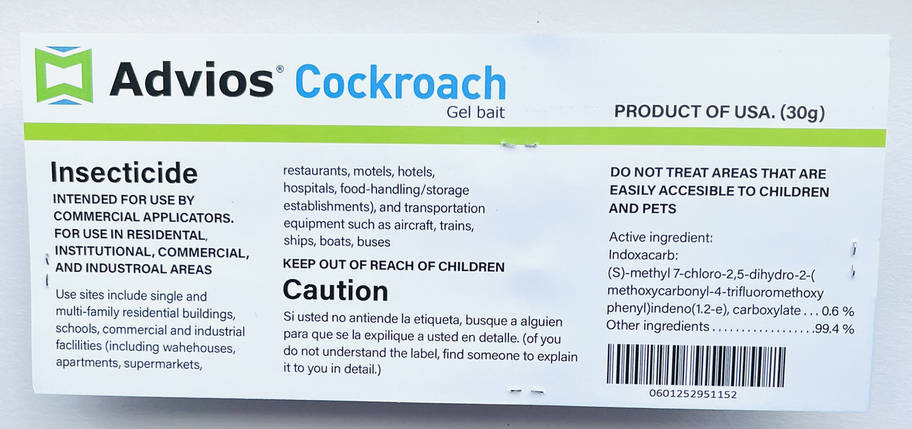 Advios® Cockroach
Gel bait
PRODUCT OF USA. (30g)
Insecticide
INTENDED FOR USE BY
COMMERCIAL APPLICATORS.
FOR USE IN RESIDENTAL,
INSTITUTIONAL, COMMERCIAL,
AND INDUSTROAL AREAS
Use sites include single and
multi-family residential buildings,
schools, commercial and industrial
faclilities (including wahehouses,
apartments, supermarkets,
restaurants, motels, hotels,
hospitals, food-handling/storage
establishments), and transportation
equipment such as aircraft, trains,
ships, boats, buses
KEEP OUT OF REACH OF CHILDREN
Caution
Si usted no antiende la etiqueta, busque a alguien
para que se la expilique a usted en detalle. (of you
do not understand the label, find someone to explain
it to you in detail.)
DO NOT TREAT AREAS THAT ARE
EASILY ACCESIBLE TO CHILDREN
AND PETS
Active ingredient:
Indoxacarb:
(S)-methyl 7-chloro-2,5-dihydro-2-(
methoxycarbonyl-4-trifluoromethoxy
phenyl)indeno(1.2-e), carboxylate ... 0.6 %
Other ingredients ..................99.4 %
0601252951152